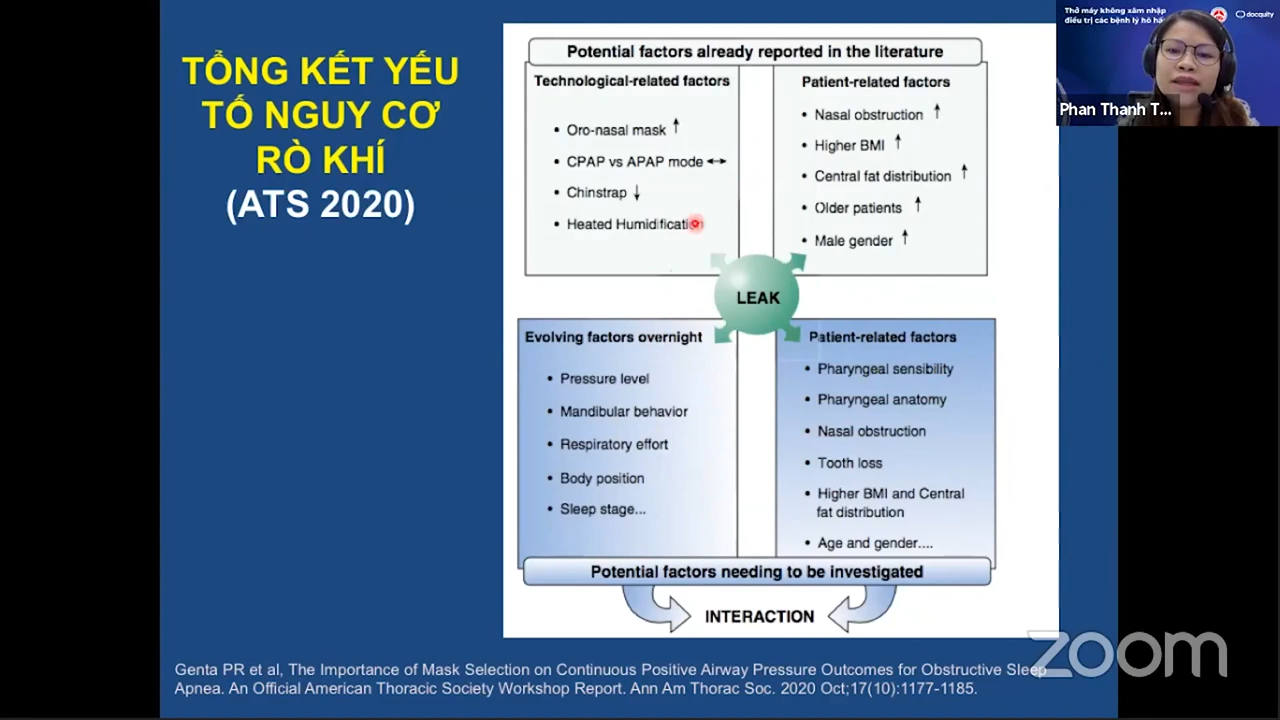 TỔNG KẾT YẾU
TỐ NGUY CƠ
RÒ KHÍ
(ATS 2020)
Potential factors already reported in the literature
Technological-related factors
• Oro-nasal mask ↑
• CPAP vs APAP mode ↔
• Chinstrap ↓
• Heated
Patient-related factors
• Nasal obstruction ↑
• Higher BMI ↑
• Central fat distribution ↑
• Older patients ↑
• Male gender ↑
LEAK
Evolving factors overnight
• Pressure level
• Mandibular behavior
• Respiratory effort
• Body position
• Sleep stage...
Patient-related factors
• Pharyngeal sensibility
• Pharyngeal anatomy
• Nasal obstruction
• Tooth loss
• Higher BMI and Central
fat distribution
• Age and gender....
Potential factors needing to be investigated
INTERACTION
Genta PR et al, The Importance of Mask Selection on Continuous Positive Airway Pressure Outcomes for Obstructive Sleep
Apnea. An Official American Thoracic Society Workshop Report. Ann Am Thorac Soc. 2020 Oct;17(10):1177-1185.
Thở máy không xâm nhập
điều trị các bệnh lý hô
docquity
Phan Thanh T...
zoom